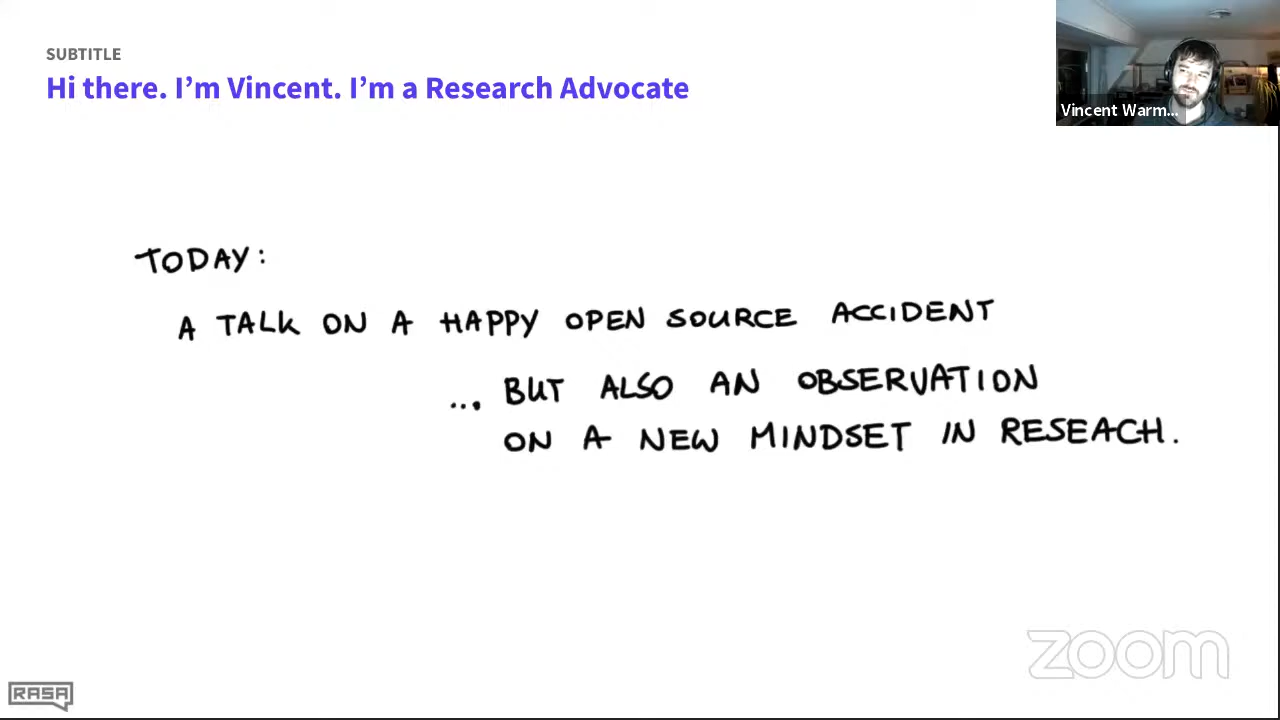 SUBTITLE
Hi there. I’m Vincent. I’m a Research Advocate
Vincent Warm...
TODAY:
A TALK ON A HAPPY OPEN SOURCE ACCIDENT
... BUT ALSO AN OBSERVATION
ON A NEW MINDSET IN RESEACH.
zoom
RASA